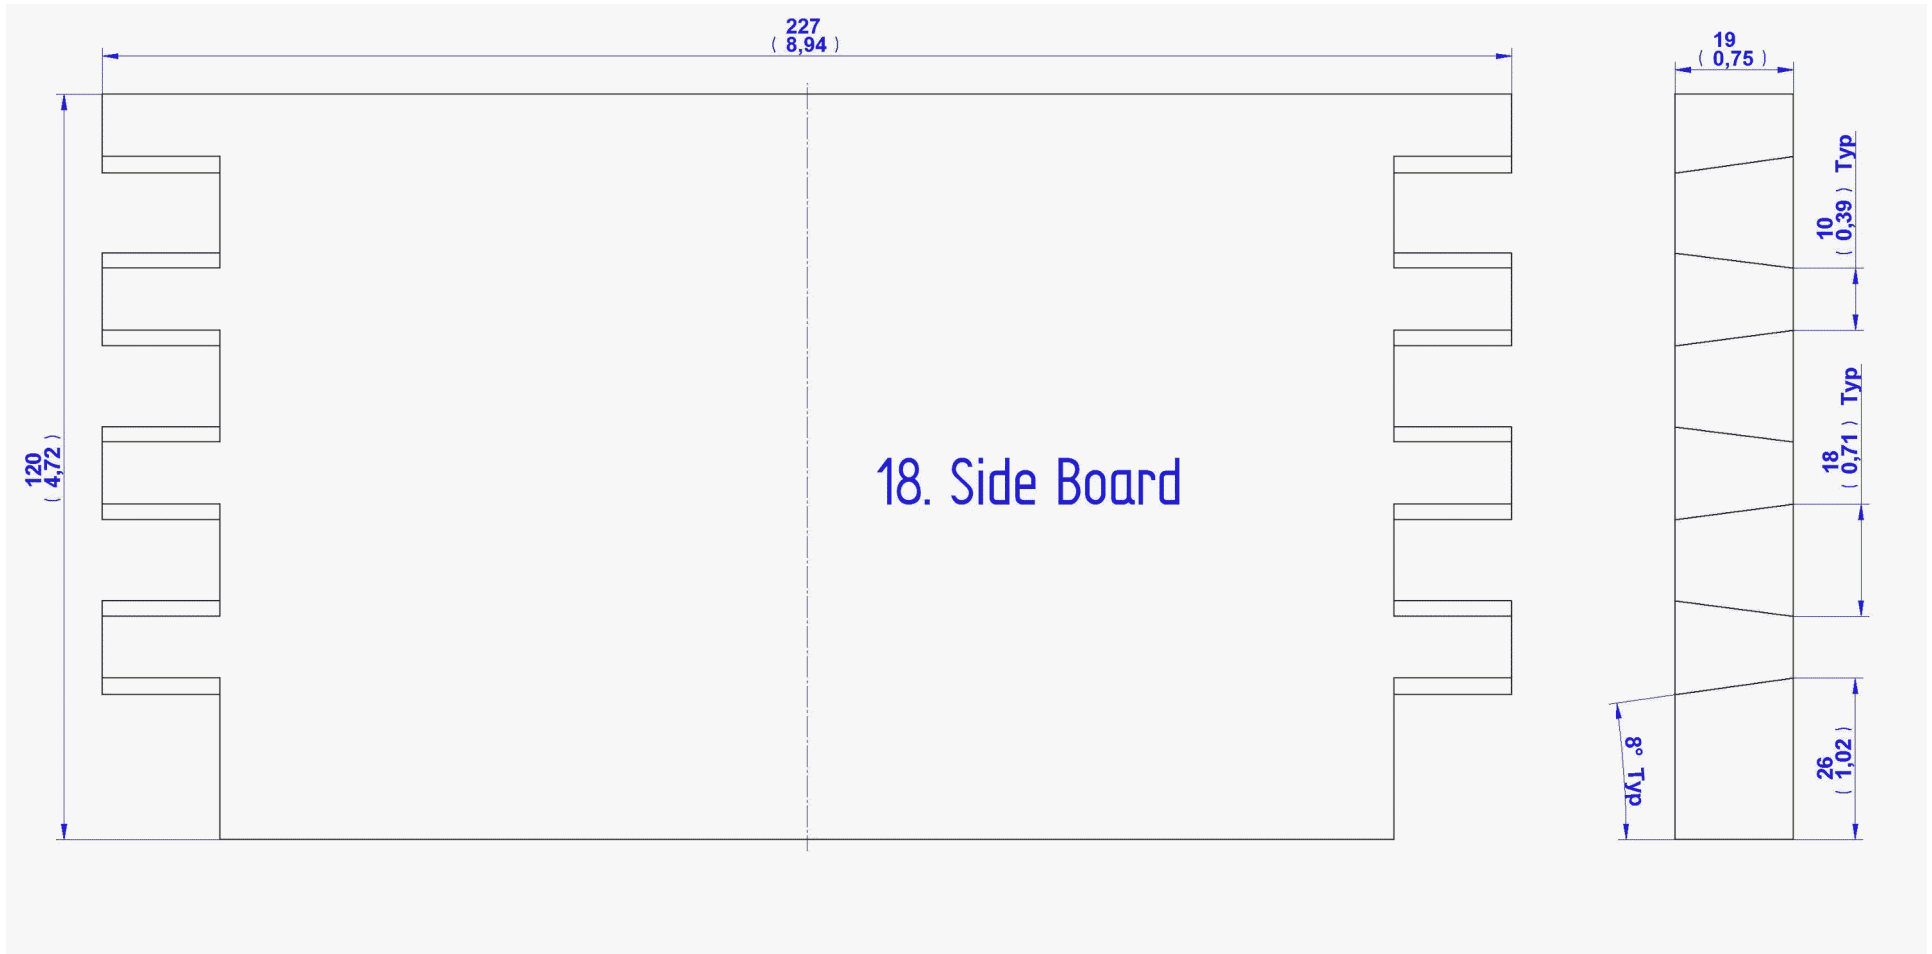 227
( 8,94 )
19
( 0,75 )
10
( 0,39 ) Typ
18
( 0,71 ) Typ
120
( 4,72 )
18. Side Board
8° Typ
26
( 1,02 )